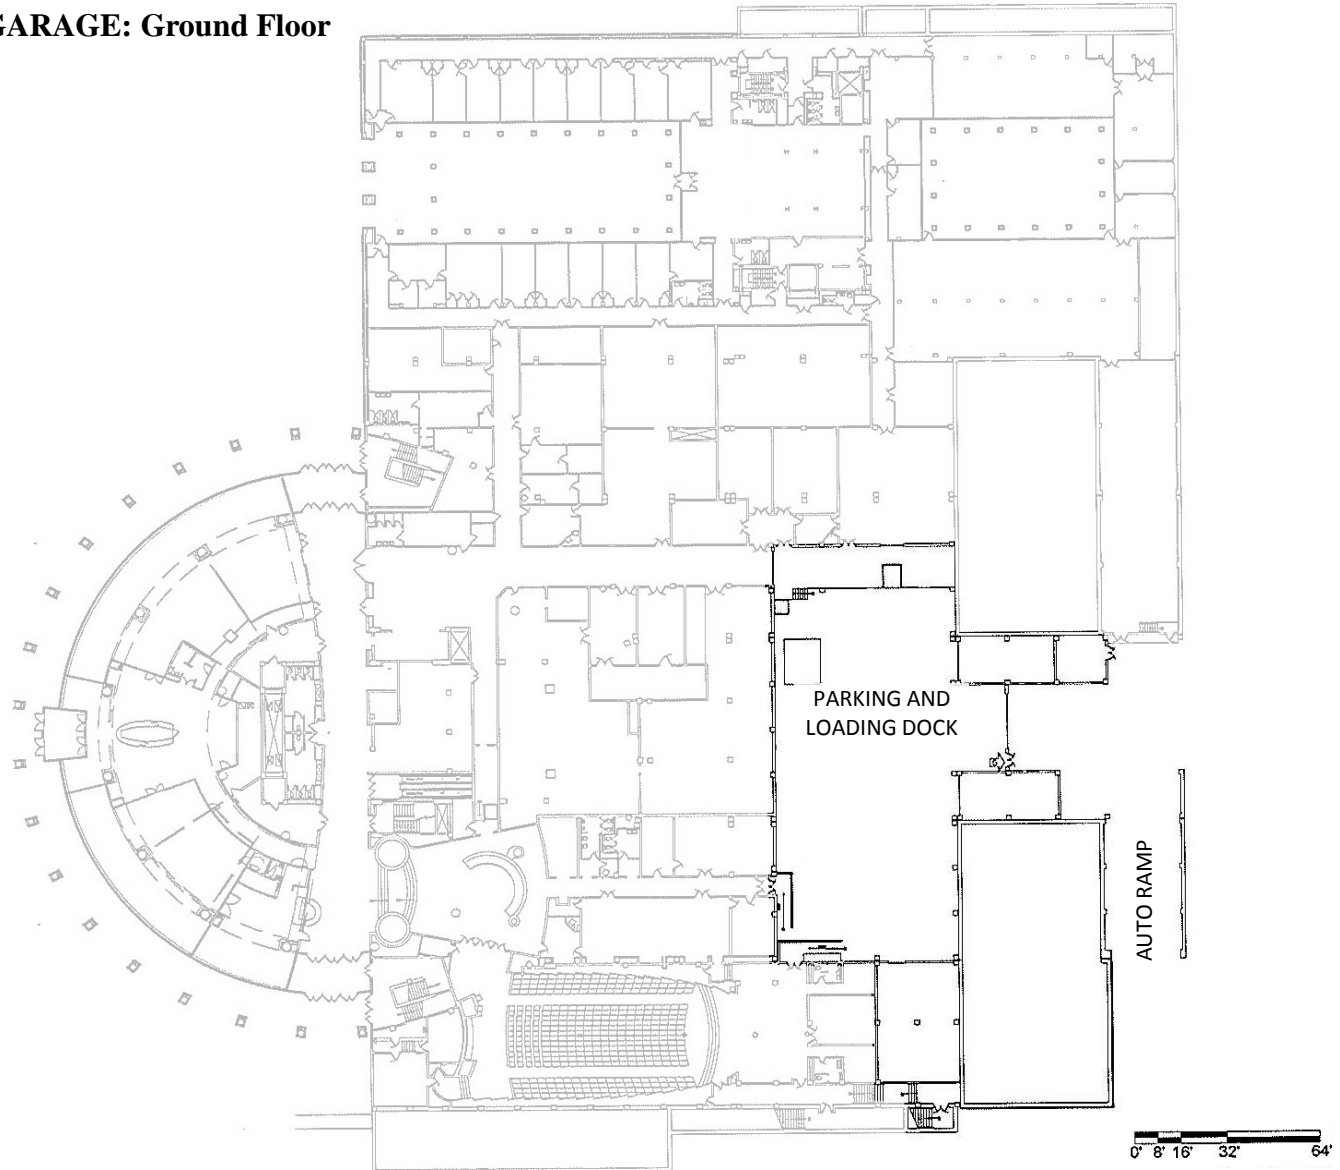 GARAGE: Ground Floor
PARKING AND
LOADING DOCK
AUTO RAMP
0' 8' 16' 32' 64'